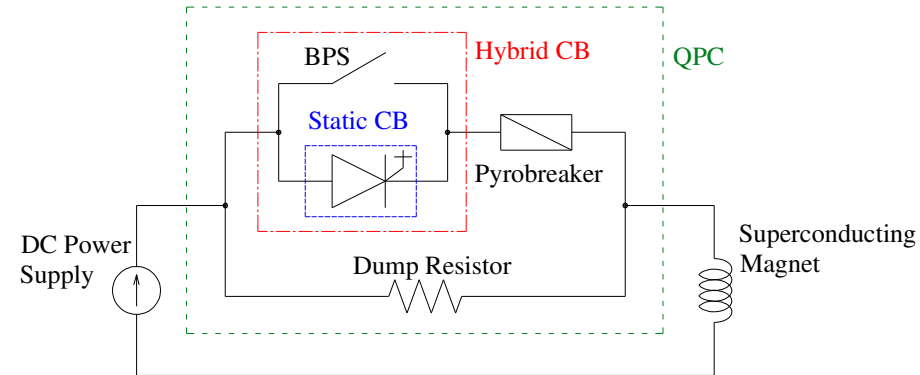 BPS
Hybrid CB
QPC
Static CB
Pyrobreaker
DC Power
Supply
Dump Resistor
Superconducting
Magnet